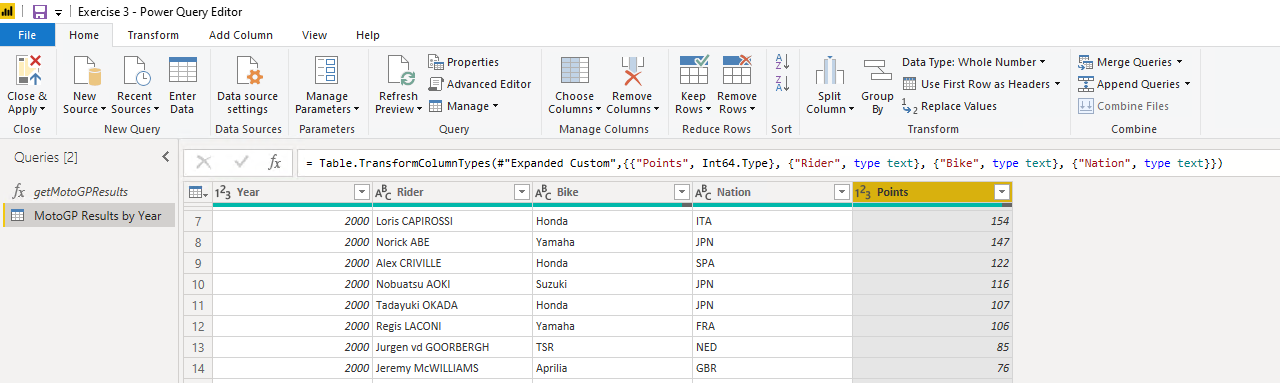 Exercise 3 - Power Query Editor
File Home Transform Add Column View Help
Close & Apply New Source Recent Sources Enter Data Data source settings Manage Parameters Refresh Preview Properties Advanced Editor Manage Choose Columns Remove Columns Keep Rows Remove Rows Split Column Group By Data Type: Whole Number Use First Row as Headers Replace Values Merge Queries Append Queries Combine Files
Close New Query Data Sources Parameters Query Manage Columns Reduce Rows Sort Transform Combine
Queries [2]
getMotoGPResults
MotoGP Results by Year
= Table.TransformColumnTypes(#"Expanded Custom",{{"Points", Int64.Type}, {"Rider", type text}, {"Bike", type text}, {"Nation", type text}})
Year Rider Bike Nation Points
7 2000 Loris CAPIROSSI Honda ITA 154
8 2000 Norick ABE Yamaha JPN 147
9 2000 Alex CRIVILLE Honda SPA 122
10 2000 Nobuatsu AOKI Suzuki JPN 116
11 2000 Tadayuki OKADA Honda JPN 107
12 2000 Regis LACONI Yamaha FRA 106
13 2000 Jurgen vd GOORBERGH TSR NED 85
14 2000 Jeremy McWILLIAMS Aprilia GBR 76